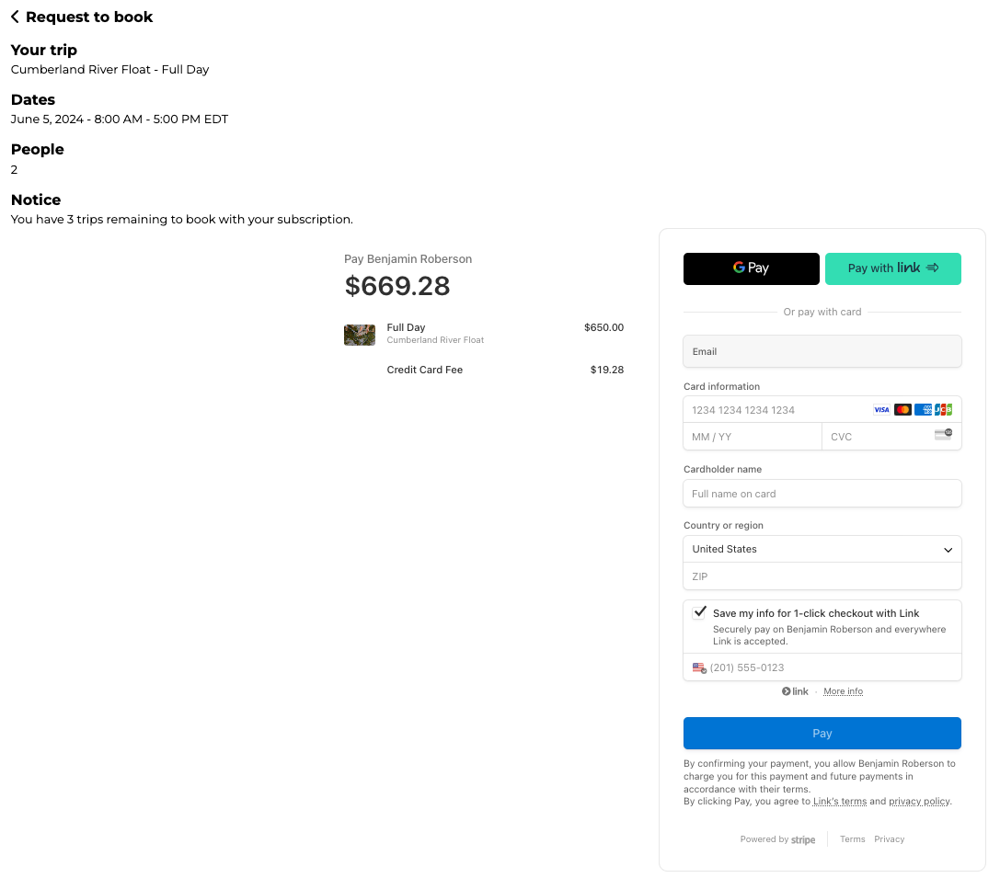 Request to book
Your trip
Cumberland River Float - Full Day
Dates
June 5, 2024 - 8:00 AM - 5:00 PM EDT
People
2
Notice
You have 3 trips remaining to book with your subscription.
Pay Benjamin Roberson
$669.28
Full Day $650.00
Cumberland River Float
Credit Card Fee $19.28
G Pay Pay with link
Or pay with card
Email
Card information
1234 1234 1234 1234 VISA JCB
MM / YY CVC
Cardholder name
Full name on card
Country or region
United States
ZIP
Save my info for 1-click checkout with Link
Securely pay on Benjamin Roberson and everywhere
Link is accepted.
(201) 555-0123
link · More info
Pay
By confirming your payment, you allow Benjamin Roberson to
charge you for this payment and future payments in
accordance with their terms.
By clicking Pay, you agree to Link's terms and privacy policy.
Powered by stripe Terms Privacy